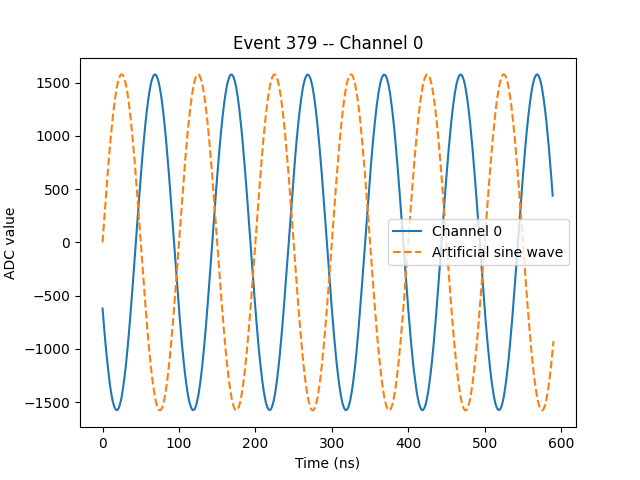 Event 379 -- Channel 0
ADC value
1500
1000
500
0
−500
−1000
−1500
Channel 0
Artificial sine wave
0 100 200 300 400 500 600
Time (ns)